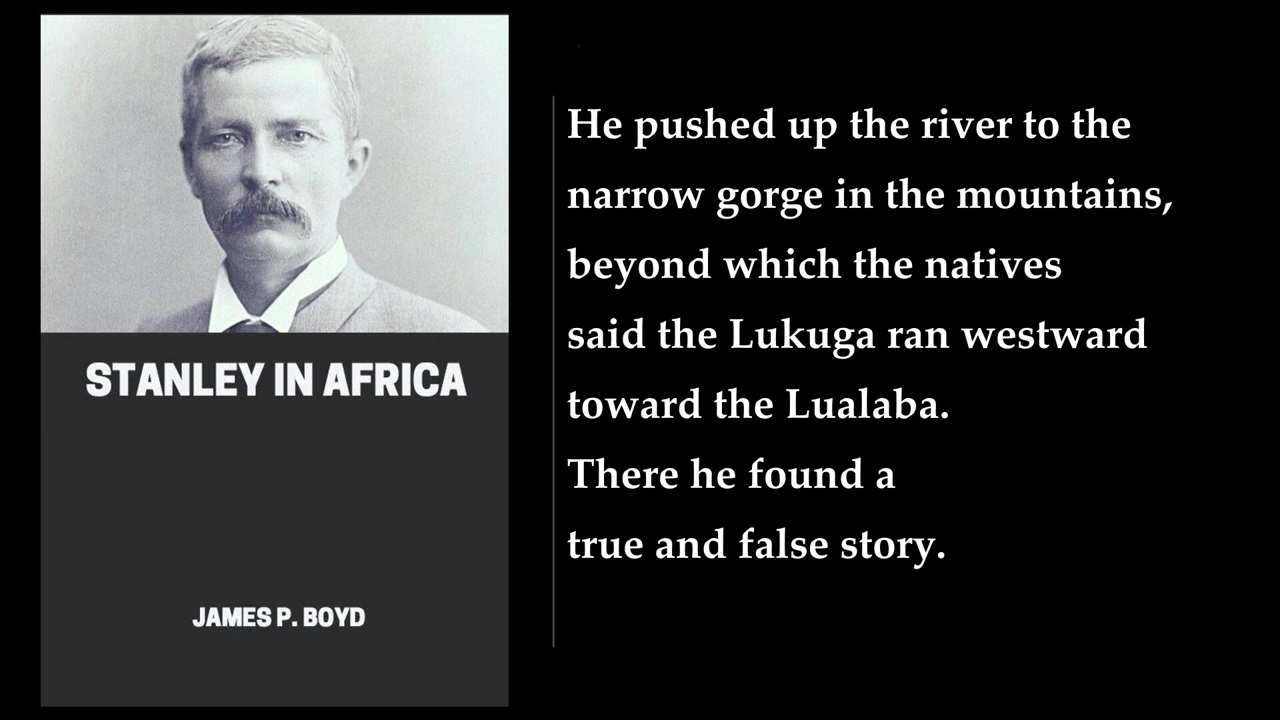 STANLEY IN AFRICA
JAMES P. BOYD
He pushed up the river to the
narrow gorge in the mountains,
beyond which the natives
said the Lukuga ran westward
toward the Lualaba.
There he found a
true and false story.